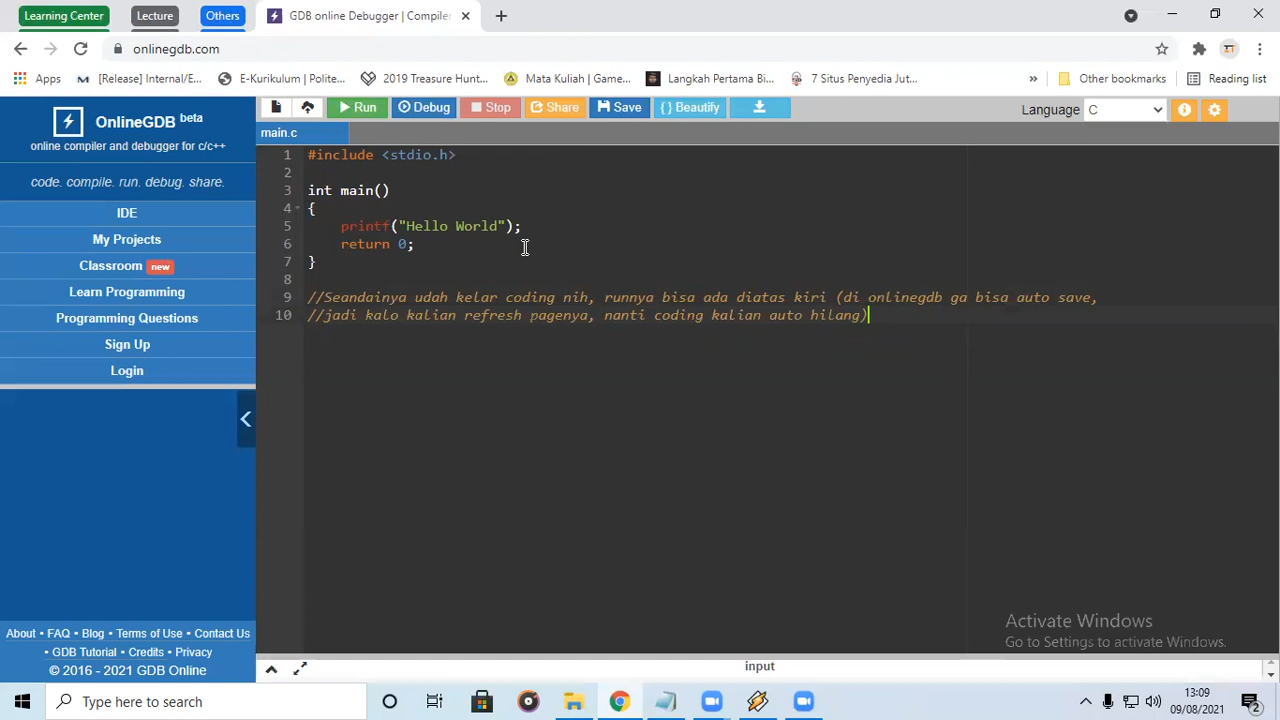 Learning Center
Lecture
Others
GDB online Debugger | Compiler
onlinegdb.com
Apps
[Release] Internal/E...
E-Kurikulum | Polite...
2019 Treasure Hunt...
Mata Kuliah | Game...
Langkah Pertama Bi...
7 Situs Penyedia Jut...
»
Other bookmarks
Reading list
OnlineGDB beta
online compiler and debugger for c/c++
code. compile. run. debug. share.
IDE
My Projects
Classroom new
Learn Programming
Programming Questions
Sign Up
Login
About • FAQ • Blog • Terms of Use • Contact Us
• GDB Tutorial • Credits • Privacy
© 2016 - 2021 GDB Online
Run
Debug
Stop
Share
Save
{ } Beautify
Language
C
main.c
1 #include <stdio.h>
2
3 int main()
4 {
5 printf("Hello World");
6 return 0;
7 }
8
9 //Seandainya udah kelar coding nih, runnya bisa ada diatas kiri (di onlinegdb ga bisa auto save,
10 //jadi kalo kalian refresh pagenya, nanti coding kalian auto hilang)
Activate Windows
Go to Settings to activate Windows.
input
Type here to search
13:09
09/08/2021
2